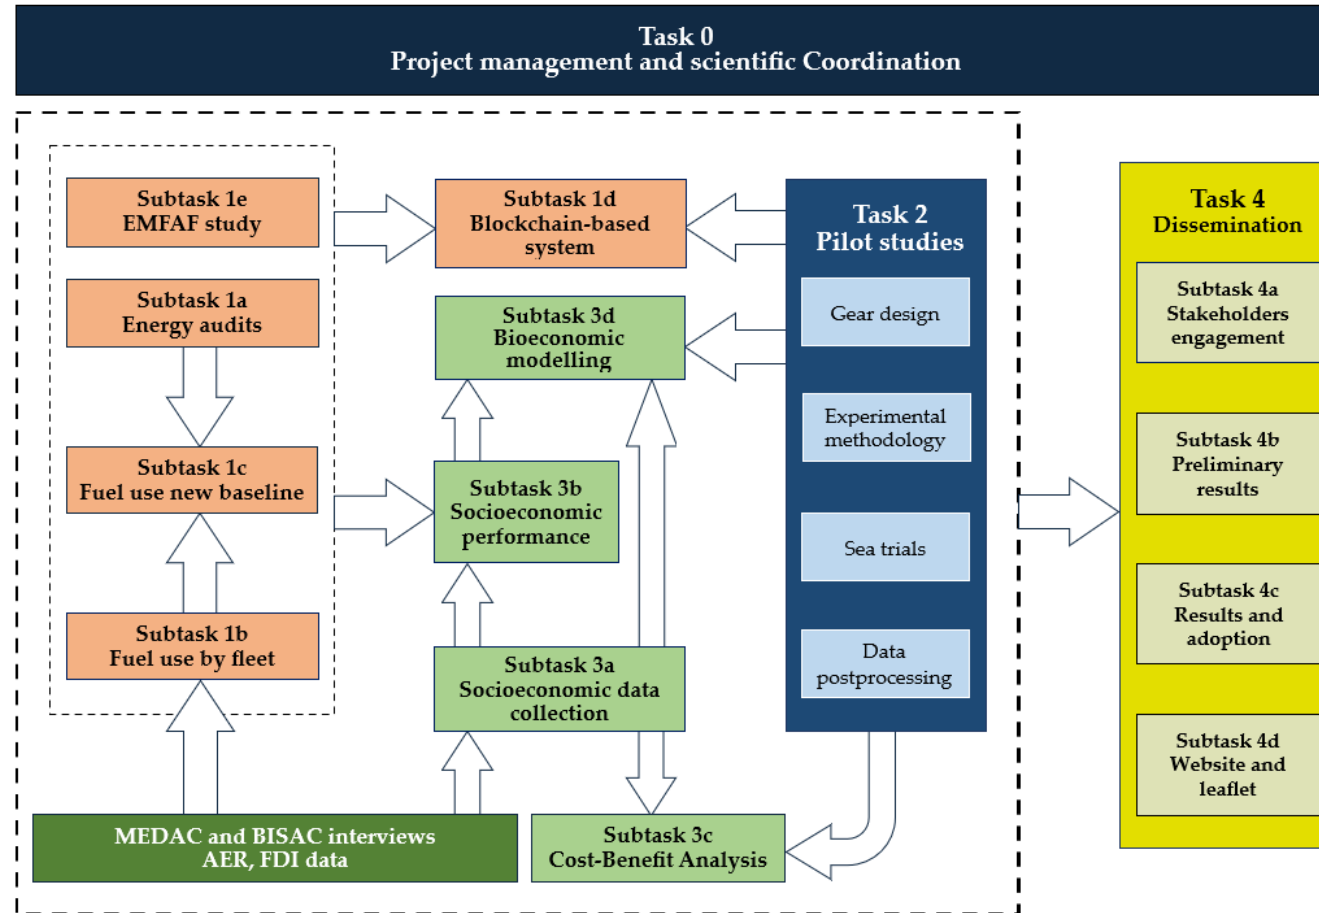 Task 0
Project management and scientific Coordination
Subtask 1e
EMFAF study
Subtask 1a
Energy audits
Subtask 1c
Fuel use new baseline
Subtask 1b
Fuel use by fleet
MEDAC and BISAC interviews
AER, FDI data
Subtask 1d
Blockchain-based
system
Subtask 3d
Bioeconomic
modelling
Subtask 3b
Socioeconomic
performance
Subtask 3a
Socioeconomic data
collection
Subtask 3c
Cost-Benefit Analysis
Task 2
Pilot studies
Gear design
Experimental
methodology
Sea trials
Data
postprocessing
Task 4
Dissemination
Subtask 4a
Stakeholders
engagement
Subtask 4b
Preliminary
results
Subtask 4c
Results and
adoption
Subtask 4d
Website and
leaflet